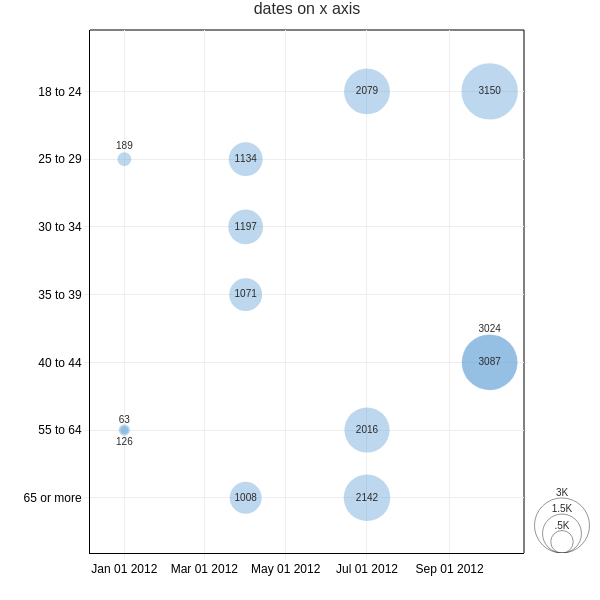 dates on x axis
18 to 24
2079
3150
189
25 to 29
1134
30 to 34
1197
35 to 39
1071
3024
40 to 44
3087
63
55 to 64
2016
126
65 or more
1008
2142
3K
1.5K
.5K
Jan 01 2012 Mar 01 2012 May 01 2012 Jul 01 2012 Sep 01 2012